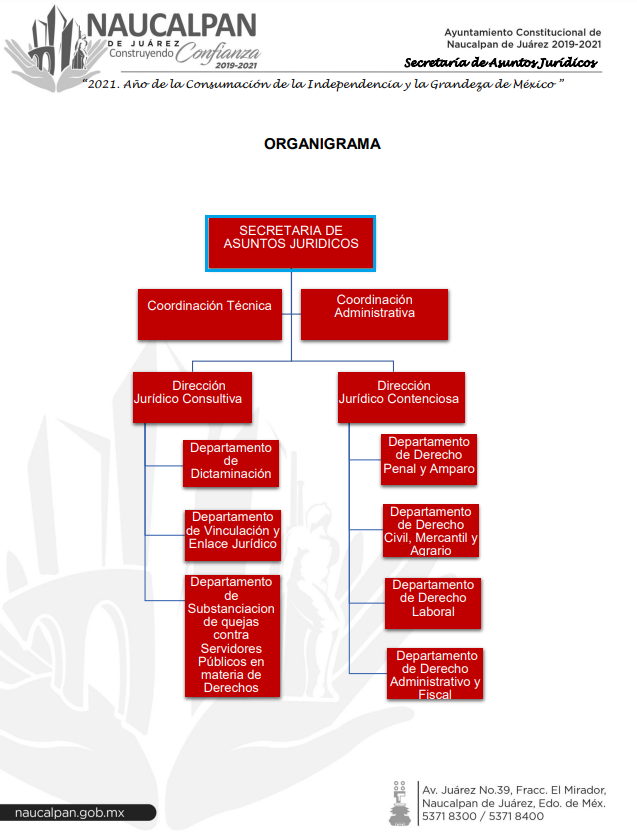 NAUCALPAN
DE JUÁREZ
Construyendo Confianza
2019-2021
Ayuntamiento Constitucional de
Naucalpan de Juárez 2019-2021
Secretaría de Asuntos Jurídicos
“2021. Año de la Consumación de la Independencia y la Grandeza de México ”
ORGANIGRAMA
SECRETARIA DE
ASUNTOS JURIDICOS
Coordinación Técnica
Coordinación
Administrativa
Dirección
Jurídico Consultiva
Dirección
Jurídico Contenciosa
Departamento
de
Dictaminación
Departamento
de Vinculación y
Enlace Jurídico
Departamento
de
Substanciacion
de quejas
contra
Servidores
Públicos en
materia de
Derechos
Departamento
de Derecho
Penal y Amparo
Departamento
de Derecho
Civil, Mercantil y
Agrario
Departamento
de Derecho
Laboral
Departamento
de Derecho
Administrativo y
Fiscal
naucalpan.gob.mx
Av. Juárez No.39, Fracc. El Mirador,
Naucalpan de Juárez, Edo. de Méx.
5371 8300 / 5371 8400